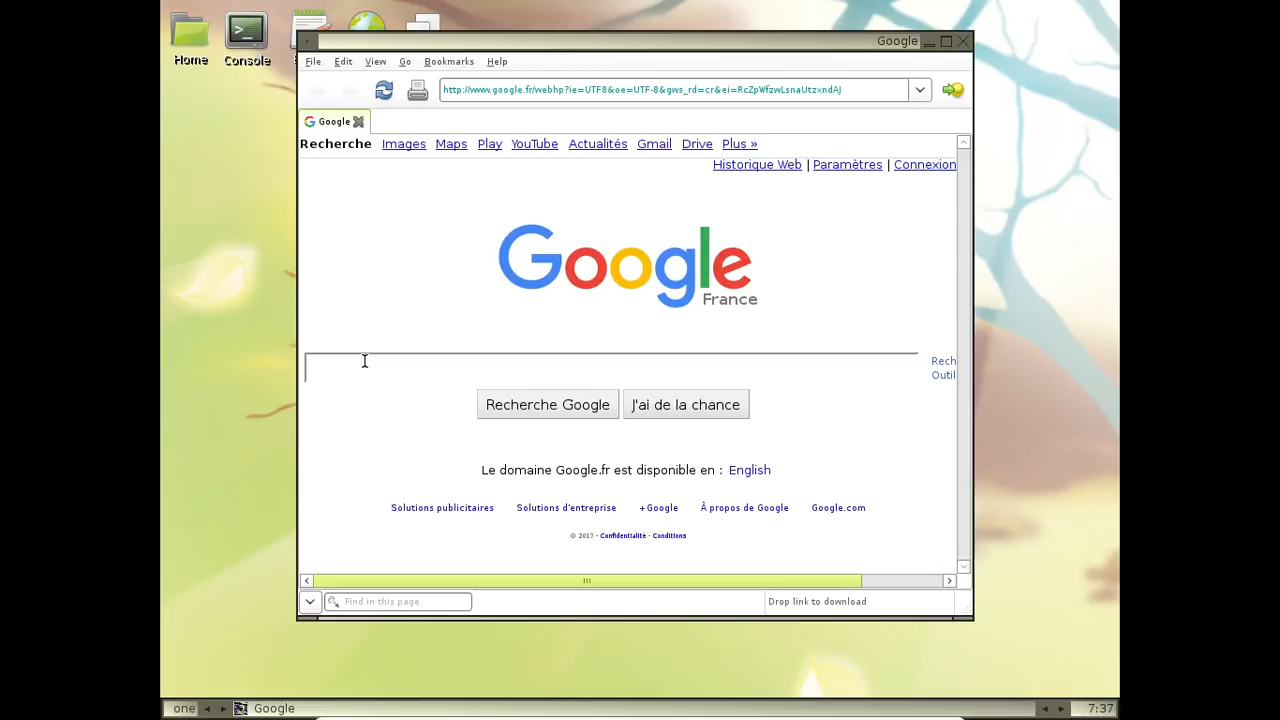 Home
Console
Google
File Edit View Go Bookmarks Help
http://www.google.fr/webhp?ie=UTF8&oe=UTF-8&gws_rd=cr&ei=RcZpWfzwLsnaUtzxndAJ
Google
Recherche Images Maps Play YouTube Actualités Gmail Drive Plus »
Historique Web | Paramètres | Connexion
Google
France
Rech
Outil
Recherche Google J'ai de la chance
Le domaine Google.fr est disponible en : English
Solutions publicitaires Solutions d'entreprise +Google À propos de Google Google.com
© 2017 - Confidentialité - Conditions
Find in this page Drop link to download
one Google 7:37